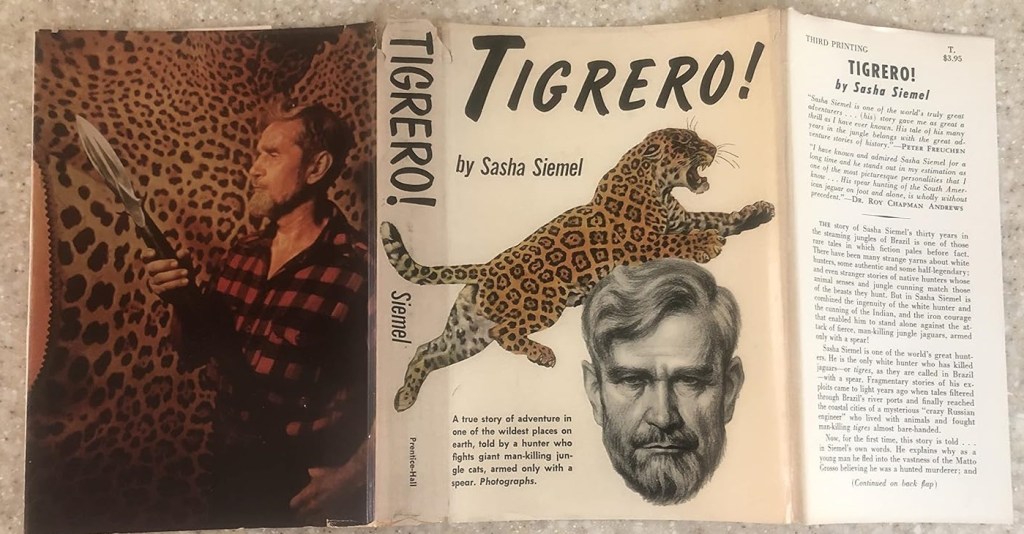 TIGRERO!
Siemel
Prentice-Hall
TIGRERO!
by Sasha Siemel
A true story of adventure in
one of the wildest places on
earth, told by a hunter who
fights giant man-killing jun-
gle cats, armed only with a
spear. Photographs.
THIRD PRINTING
T.
$3.95
TIGRERO!
by Sasha Siemel
"Sasha Siemel is one of the world's truly great
adventurers . . . (his) story gave me as great a
thrill as I have ever known. His tale of his many
years in the jungle belongs with the great ad-
venture stories of history."—PETER FREUCHEN
"I have known and admired Sasha Siemel for a
long time and he stands out in my estimation as
one of the most picturesque personalities that I
know . . . His spear hunting of the South Amer-
ican jaguar on foot and alone, is wholly without
precedent."—DR. ROY CHAPMAN ANDREWS
THE story of Sasha Siemel's thirty years in
the steaming jungles of Brazil is one of those
rare tales in which fiction pales before fact.
There have been many strange yarns about white
hunters, some authentic and some half-legendary;
and even stranger stories of native hunters whose
animal senses and jungle cunning match those
of the beasts they hunt. But in Sasha Siemel is
combined the ingenuity of the white hunter and
the cunning of the Indian, and the iron courage
that enabled him to stand alone against the at-
tack of fierce, man-killing jungle jaguars, armed
only with a spear!
Sasha Siemel is one of the world's great hunt-
ers. He is the only white hunter who has killed
jaguars—or tigres, as they are called in Brazil
—with a spear. Fragmentary stories of his ex-
ploits came to light years ago when tales filtered
through Brazil's river ports and finally reached
the coastal cities of a mysterious "crazy Russian
engineer" who lived with animals and fought
man-killing tigres almost bare-handed.
Now, for the first time, this story is told . . .
in Siemel's own words. He explains why as a
young man he fled into the vastness of the Matto
Grosso believing he was a hunted murderer; and
(Continued on back flap)